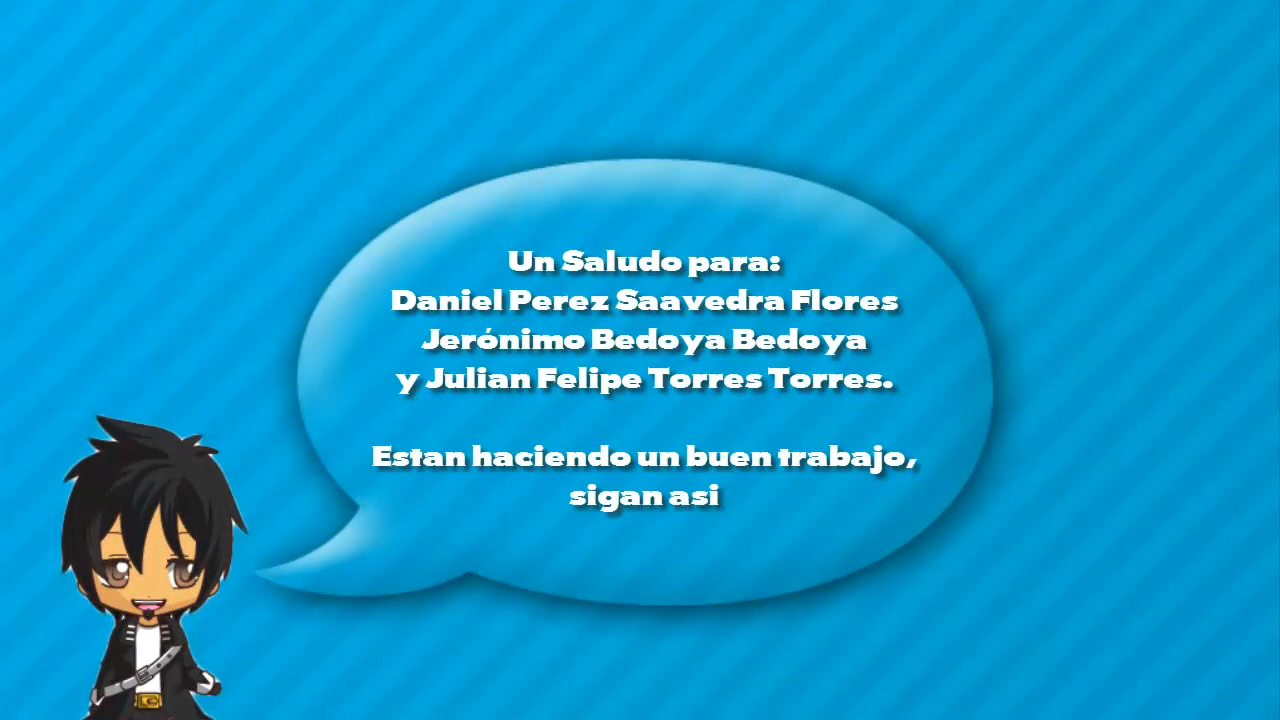 Un Saludo para:
Daniel Perez Saavedra Flores
Jerónimo Bedoya Bedoya
y Julian Felipe Torres Torres.
Estan haciendo un buen trabajo,
sigan asi